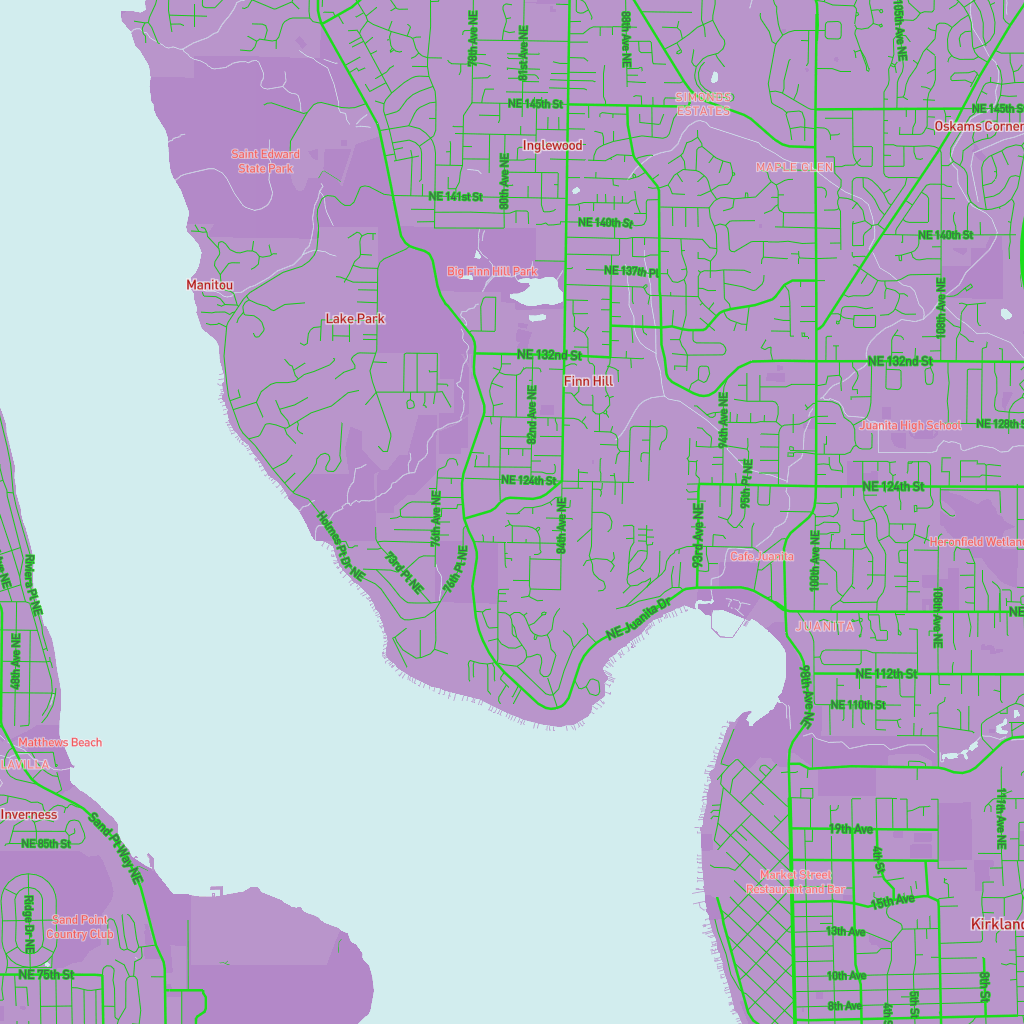 78th Ave NE
81st Ave NE
88th Ave NE
105th Ave NE
SIMONDS
ESTATES
NE 145th St
NE 145th St
Oskams Corner
Inglewood
Saint Edward
State Park
MAPLE GLEN
80th Ave NE
NE 141st St
NE 140th St
NE 140th St
Big Finn Hill Park
NE 137th Pl
Manitou
Lake Park
108th Ave NE
NE 132nd St
NE 132nd St
Finn Hill
82nd Ave NE
94th Ave NE
Juanita High School
NE 128th S
95th Pl NE
NE 124th St
NE 124th St
76th Ave NE
84th Ave NE
93rd Ave NE
Holmes Pt Dr NE
Heronfield Wetland
Cafe Juanita
100th Ave NE
73rd Pl NE
76th Pl NE
Riviera Pl NE
NE Juanita Dr
JUANITA
108th Ave NE
NE
48th Ave NE
NE 112th St
98th Ave NE
NE 110th St
Matthews Beach
LAVILLA
Inverness
NE 85th St
Sand Pt Way NE
111th Ave NE
19th Ave
4th St
Market Street
Restaurant and Bar
15th Ave
Ridge Dr NE
Sand Point
Country Club
13th Ave
Kirklan
NE 75th St
10th Ave
8th St
8th Ave
5th St
4th S